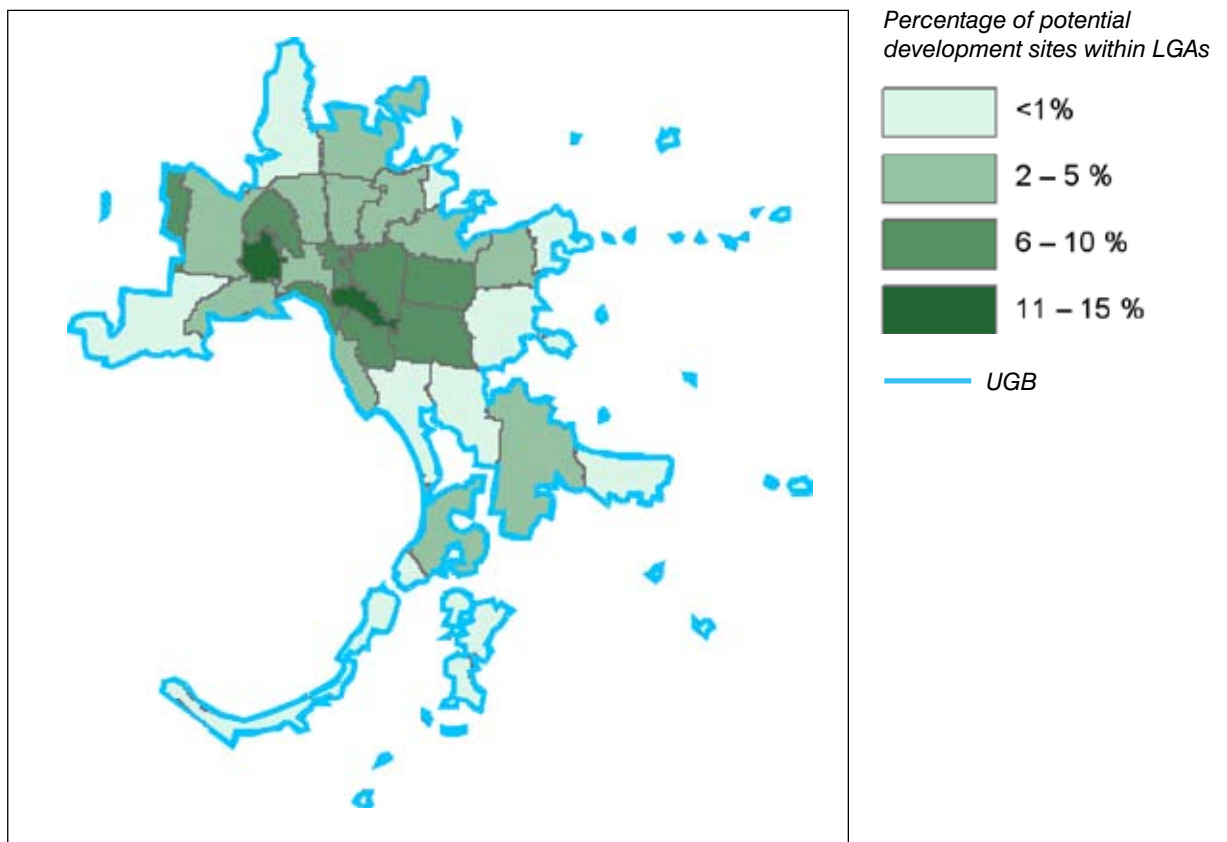 Percentage of potential
development sites within LGAs
<1%
2 – 5 %
6 – 10 %
11 – 15 %
UGB